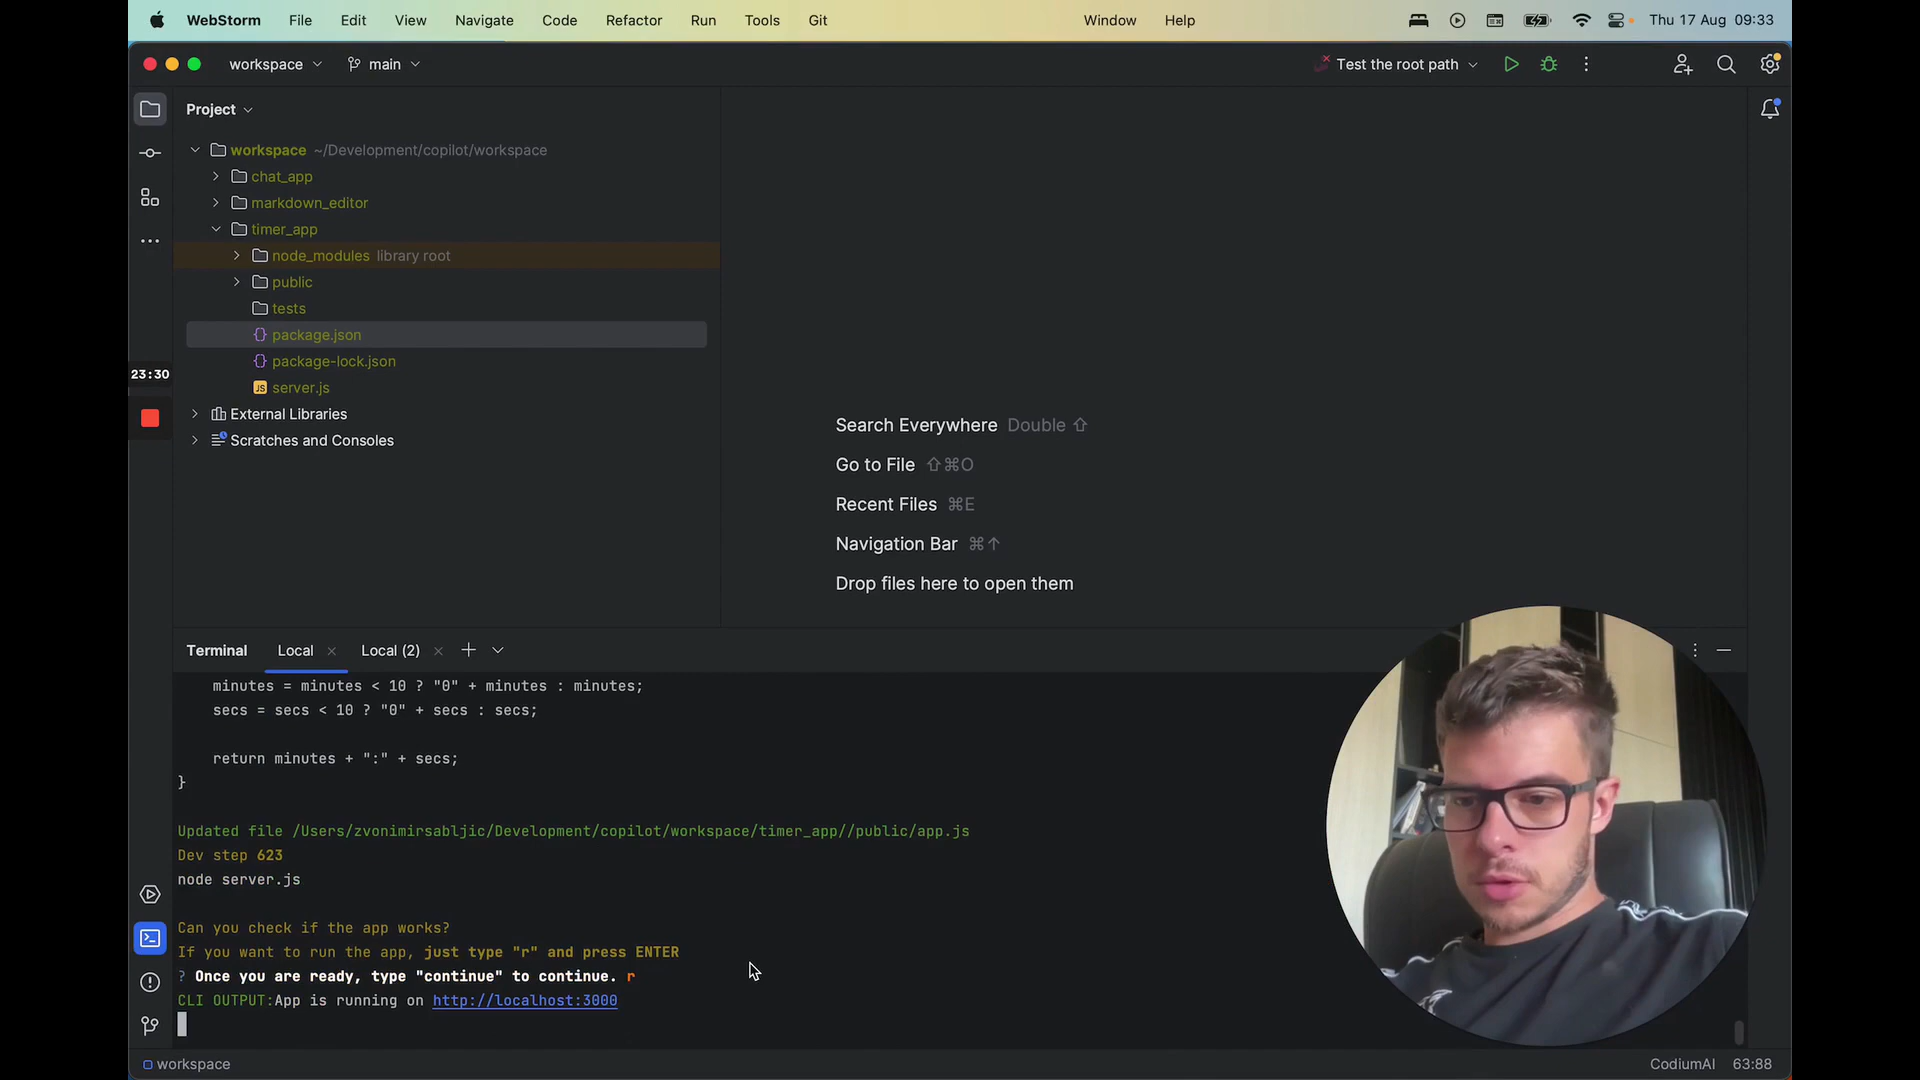 WebStorm File Edit View Navigate Code Refactor Run Tools Git Window Help Thu 17 Aug 09:33
workspace main Test the root path
Project
workspace ~/Development/copilot/workspace
chat_app
markdown_editor
timer_app
node_modules library root
public
tests
{} package.json
{} package-lock.json
JS server.js
External Libraries
Scratches and Consoles
23:30
Search Everywhere Double ⇧
Go to File ⇧⌘O
Recent Files ⌘E
Navigation Bar ⌘↑
Drop files here to open them
Terminal Local Local (2)
minutes = minutes < 10 ? "0" + minutes : minutes;
secs = secs < 10 ? "0" + secs : secs;
return minutes + ":" + secs;
}
Updated file /Users/zvonimirsabljic/Development/copilot/workspace/timer_app//public/app.js
Dev step 623
node server.js
Can you check if the app works?
If you want to run the app, just type "r" and press ENTER
? Once you are ready, type "continue" to continue. r
CLI OUTPUT:App is running on http://localhost:3000
workspace CodiumAI 63:88